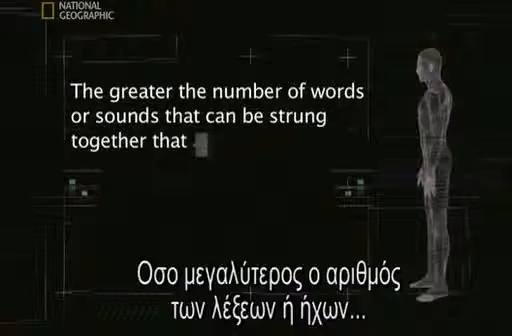 NATIONAL
GEOGRAPHIC
The greater the number of words
or sounds that can be strung
together that
Οσο μεγαλύτερος ο αριθμός
των λέξεων ή ήχων...